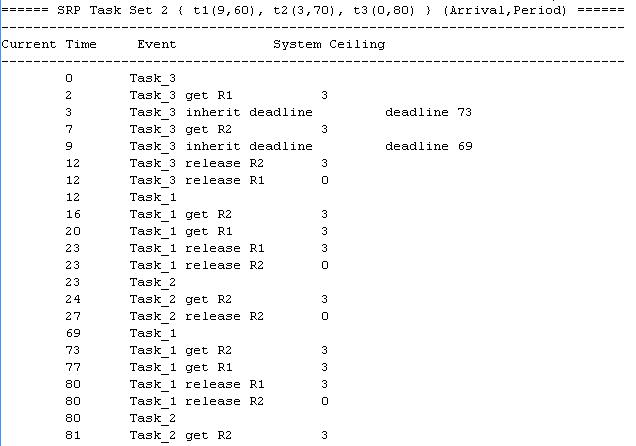 ====== SRP Task Set 2 { t1(9,60), t2(3,70), t3(0,80) } (Arrival,Period) ======
Current Time Event System Ceiling
0 Task_3
2 Task_3 get R1 3
3 Task_3 inherit deadline deadline 73
7 Task_3 get R2 3
9 Task_3 inherit deadline deadline 69
12 Task_3 release R2 3
12 Task_3 release R1 0
12 Task_1
16 Task_1 get R2 3
20 Task_1 get R1 3
23 Task_1 release R1 3
23 Task_1 release R2 0
23 Task_2
24 Task_2 get R2 3
27 Task_2 release R2 0
69 Task_1
73 Task_1 get R2 3
77 Task_1 get R1 3
80 Task_1 release R1 3
80 Task_1 release R2 0
80 Task_2
81 Task_2 get R2 3